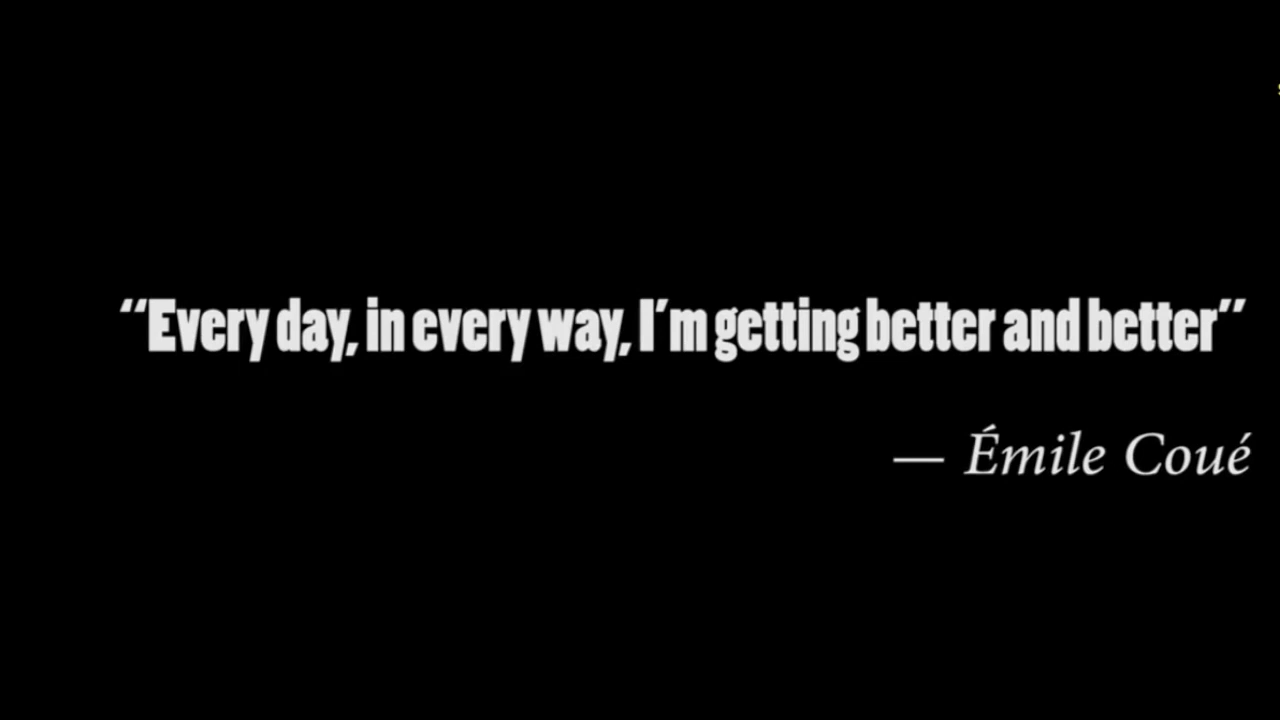 “Every day, in every way, I’m getting better and better”
— Émile Coué